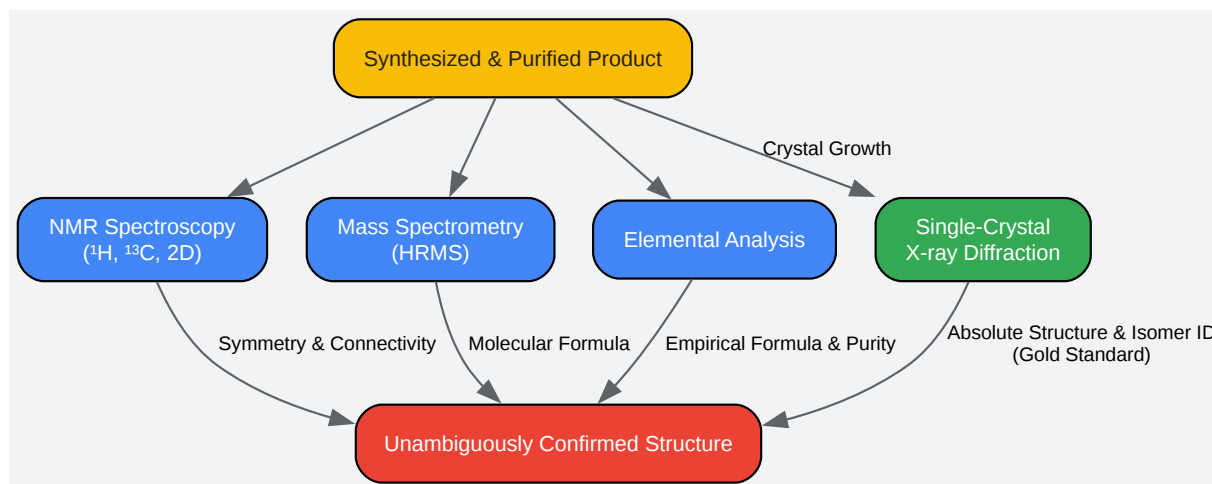 Synthesized & Purified Product
Crystal Growth
NMR Spectroscopy
(¹H, ¹³C, 2D)
Mass Spectrometry
(HRMS)
Elemental Analysis
Single-Crystal
X-ray Diffraction
Symmetry & Connectivity
Molecular Formula
Empirical Formula & Purity
Absolute Structure & Isomer ID
(Gold Standard)
Unambiguously Confirmed Structure